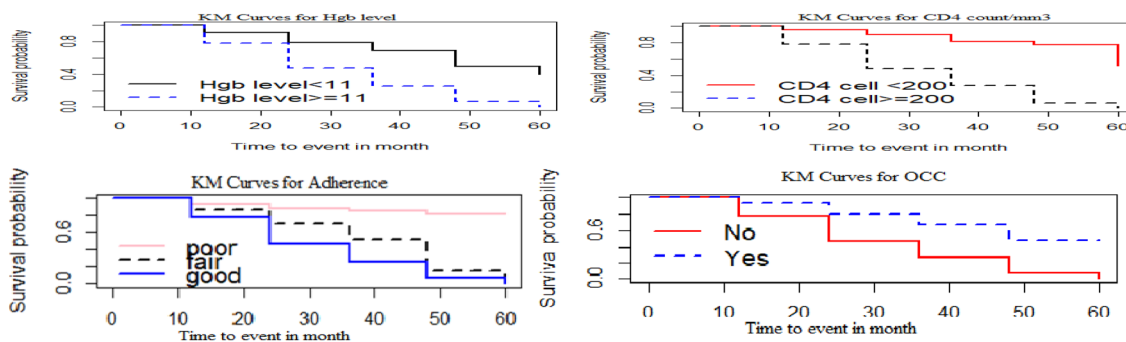 KM Curves for Hgb level
Survival probability
0.8
0.4
0.0
Hgb level<11
Hgb level>=11
0 10 20 30 40 50 60
Time to event in month
KM Curves for CD4 count/mm3
Survival probability
0.8
0.4
0.0
CD4 cell <200
CD4 cell>=200
0 10 20 30 40 50 60
Time to event in month
KM Curves for Adherence
Survival probability
0.6
0.0
poor
fair
good
0 10 20 30 40 50 60
Time to event in month
KM Curves for OCC
Survival probability
0.6
0.0
No
Yes
0 10 20 30 40 50 60
Time to event in month